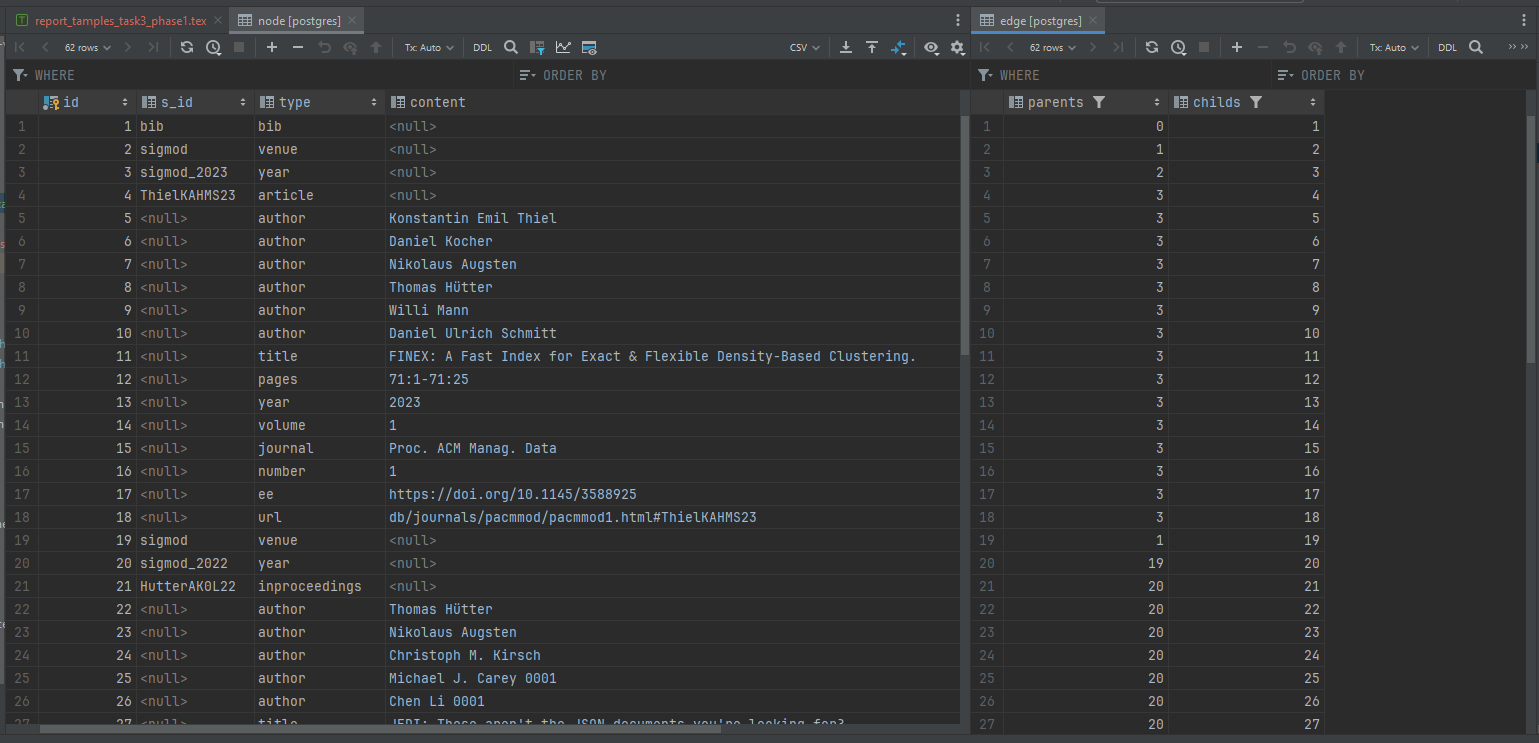 report_tamples_task3_phase1.tex node [postgres] edge [postgres]
62 rows Tx: Auto DDL CSV 62 rows Tx: Auto DDL
WHERE ORDER BY WHERE ORDER BY
id s_id type content parents childs
1 1 bib bib <null> 1 0 1
2 2 sigmod venue <null> 2 1 2
3 3 sigmod_2023 year <null> 3 2 3
4 4 ThielKAHMS23 article <null> 4 3 4
5 5 <null> author Konstantin Emil Thiel 5 3 5
6 6 <null> author Daniel Kocher 6 3 6
7 7 <null> author Nikolaus Augsten 7 3 7
8 8 <null> author Thomas Hütter 8 3 8
9 9 <null> author Willi Mann 9 3 9
10 10 <null> author Daniel Ulrich Schmitt 10 3 10
11 11 <null> title FINEX: A Fast Index for Exact & Flexible Density-Based Clustering. 11 3 11
12 12 <null> pages 71:1-71:25 12 3 12
13 13 <null> year 2023 13 3 13
14 14 <null> volume 1 14 3 14
15 15 <null> journal Proc. ACM Manag. Data 15 3 15
16 16 <null> number 1 16 3 16
17 17 <null> ee https://doi.org/10.1145/3588925 17 3 17
18 18 <null> url db/journals/pacmmod/pacmmod1.html#ThielKAHMS23 18 3 18
19 19 sigmod venue <null> 19 1 19
20 20 sigmod_2022 year <null> 20 19 20
21 21 HutterAK0L22 inproceedings <null> 21 20 21
22 22 <null> author Thomas Hütter 22 20 22
23 23 <null> author Nikolaus Augsten 23 20 23
24 24 <null> author Christoph M. Kirsch 24 20 24
25 25 <null> author Michael J. Carey 0001 25 20 25
26 26 <null> author Chen Li 0001 26 20 26
27 27 <null> title JEDI: These aren't the JSON documents you're looking for? 27 20 27